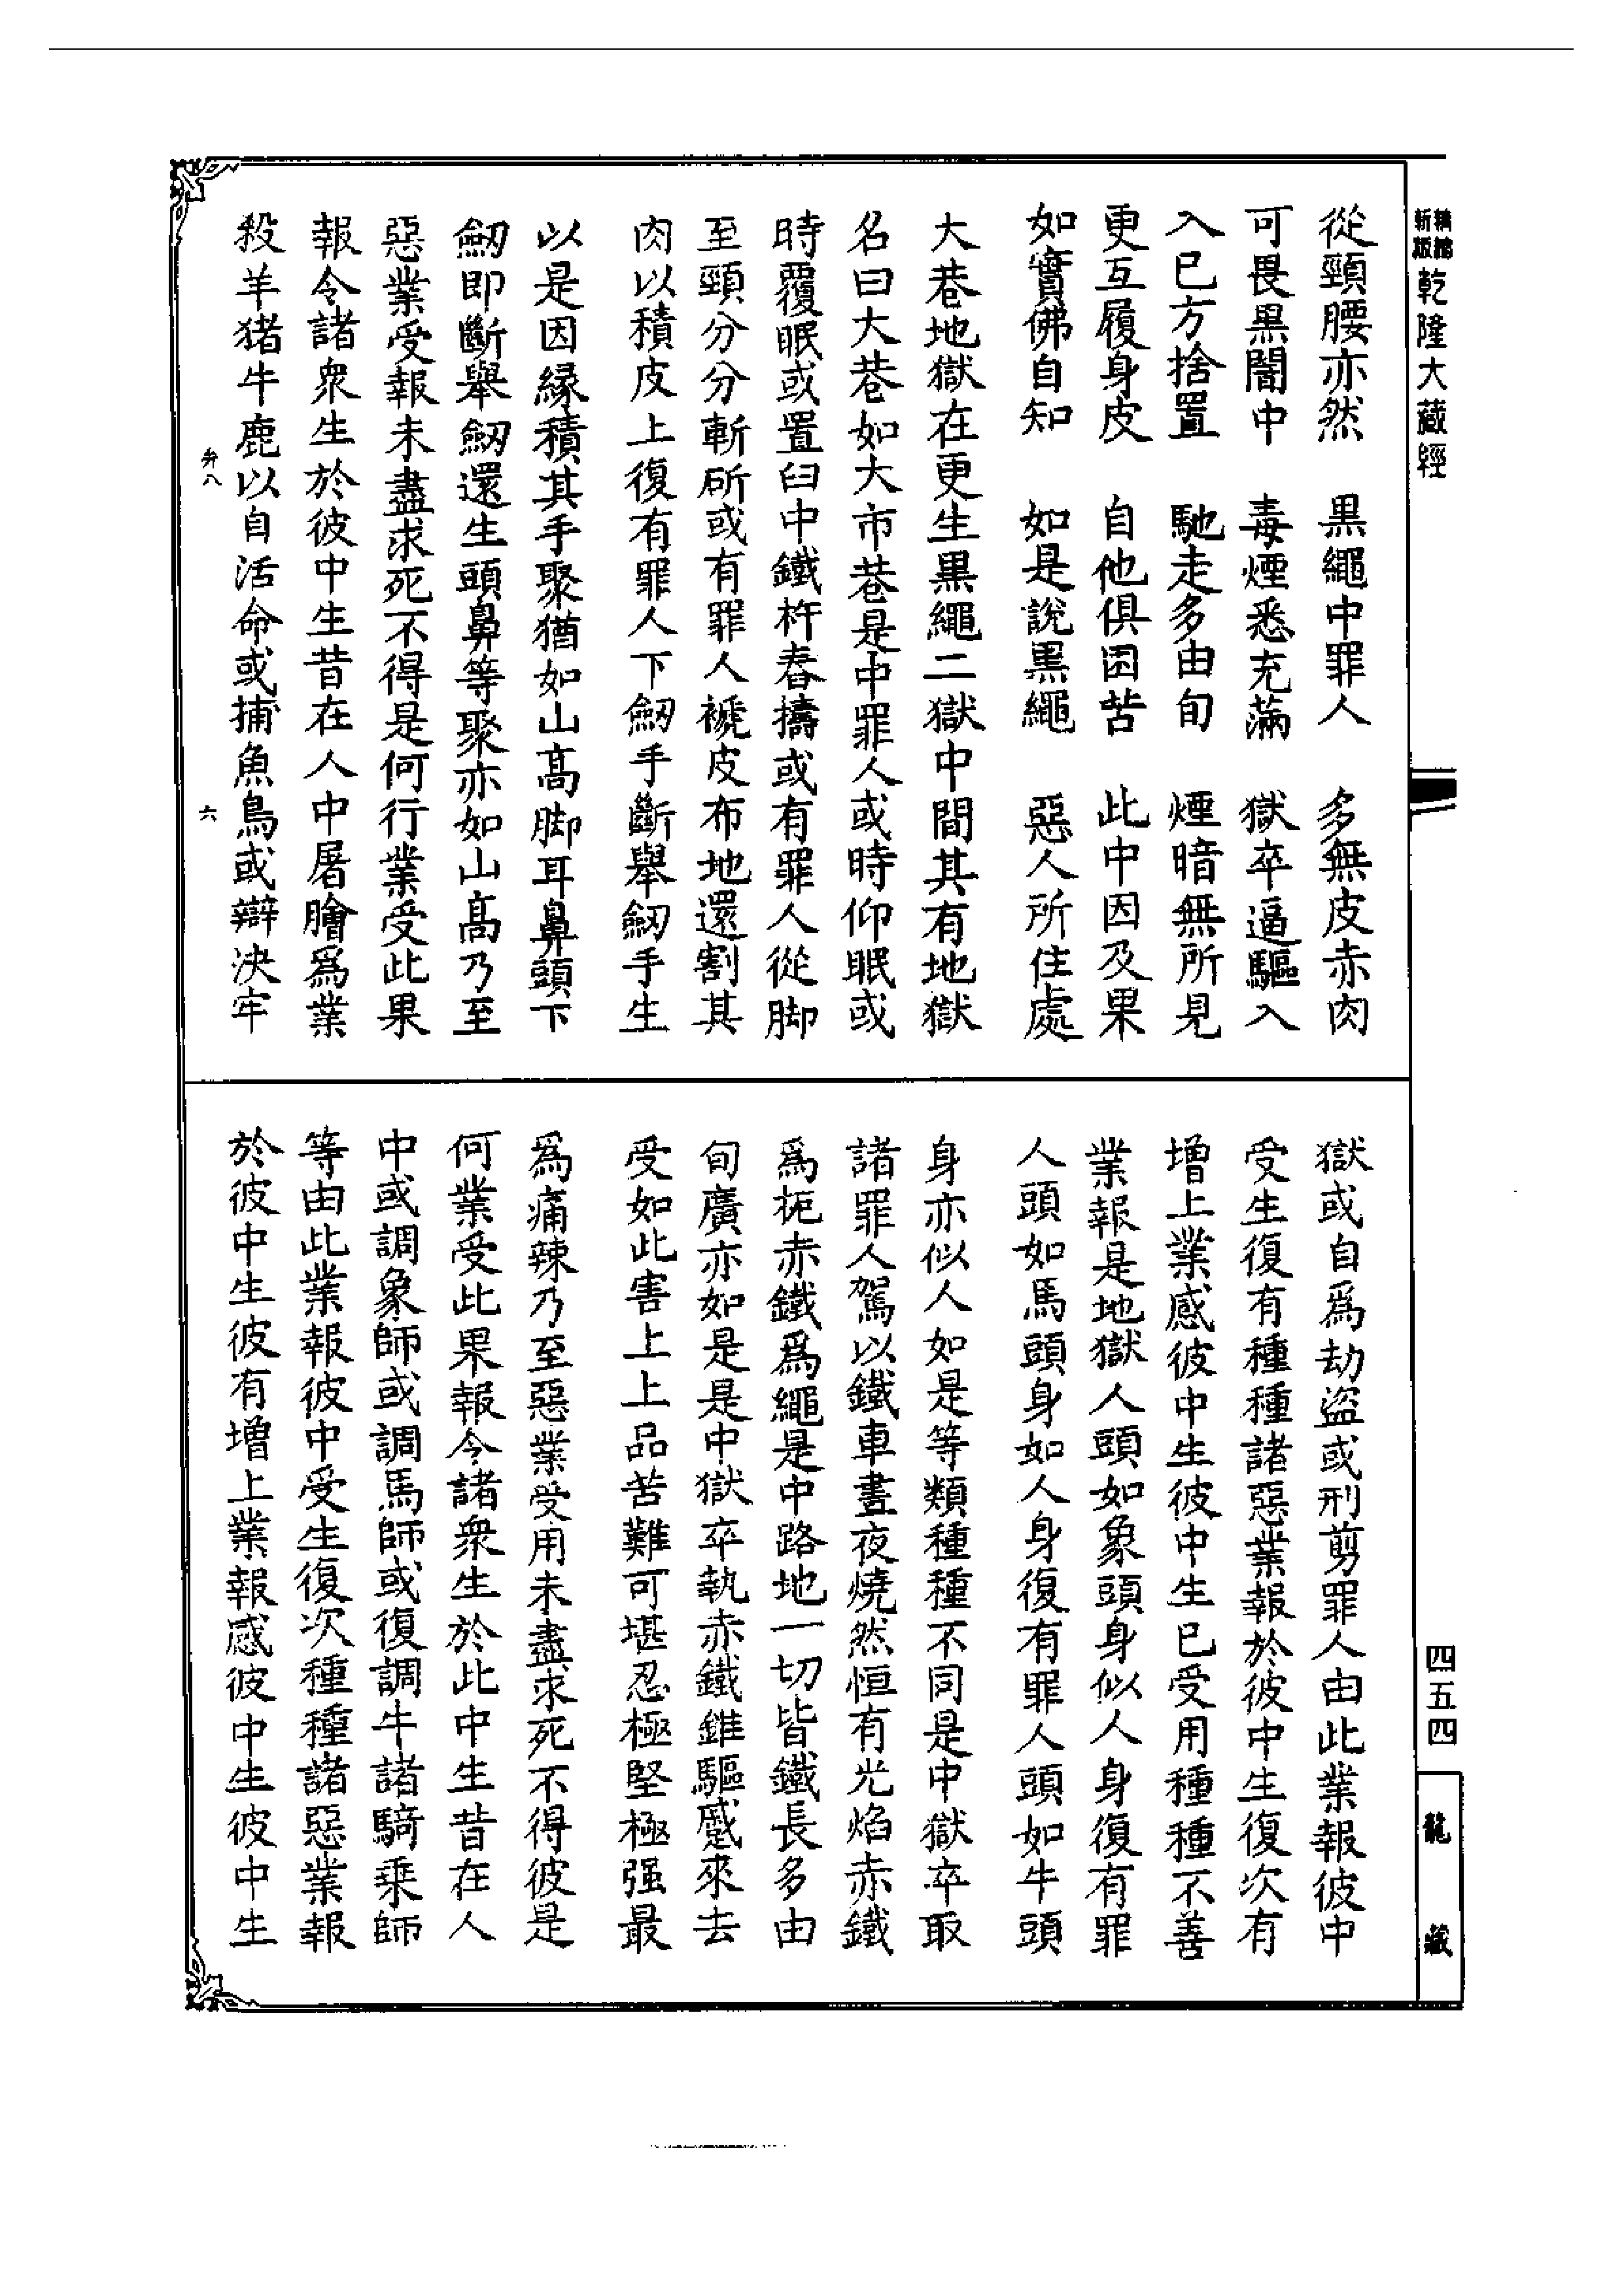 精縮新版乾隆大藏經
從頸腰亦然　黑繩中罪人　多無皮赤肉
可畏黑闇中　毒煙悉充滿　獄卒逼驅入
入已方捨置　馳走多由旬　煙暗無所見
更互履身皮　自他俱困苦　此中因及果
如實佛自知　如是說黑繩　惡人所住處
大巷地獄在更生黑繩二獄中間其有地獄
名曰大巷如大市巷是中罪人或時仰眠或
時覆眠或置臼中鐵杵舂擣或有罪人從脚
至頸分分斬斫或有罪人褫皮布地還割其
肉以積皮上復有罪人下劒手斷舉劒手生
以是因緣積其手聚猶如山高脚耳鼻頭下
劒即斷舉劒還生頭鼻等聚亦如山高乃至
惡業受報未盡求死不得是何行業受此果
報令諸衆生於彼中生昔在人中屠膾爲業
殺羊猪牛鹿以自活命或捕魚鳥或辯決牢
弁八　六
獄或自爲劫盜或刑剪罪人由此業報彼中
受生復有種種諸惡業報於彼中生復次有
增上業感彼中生彼中生已受用種種不善
業報是地獄人頭如象頭身似人身復有罪
人頭如馬頭身如人身復有罪人頭如牛頭
身亦似人如是等類種種不同是中獄卒取
諸罪人駕以鐵車晝夜燒然恒有光焰赤鐵
爲扼赤鐵爲繩是中路地一切皆鐵長多由
旬廣亦如是是中獄卒執赤鐵錐驅蹙來去
受如此害上上品苦難可堪忍極堅極强最
爲痛辣乃至惡業受用未盡求死不得彼是
何業受此果報令諸衆生於此中生昔在人
中或調象師或調馬師或復調牛諸騎乘師
等由此業報彼中受生復次種種諸惡業報
於彼中生彼有增上業報感彼中生彼中生
四五四
龍藏